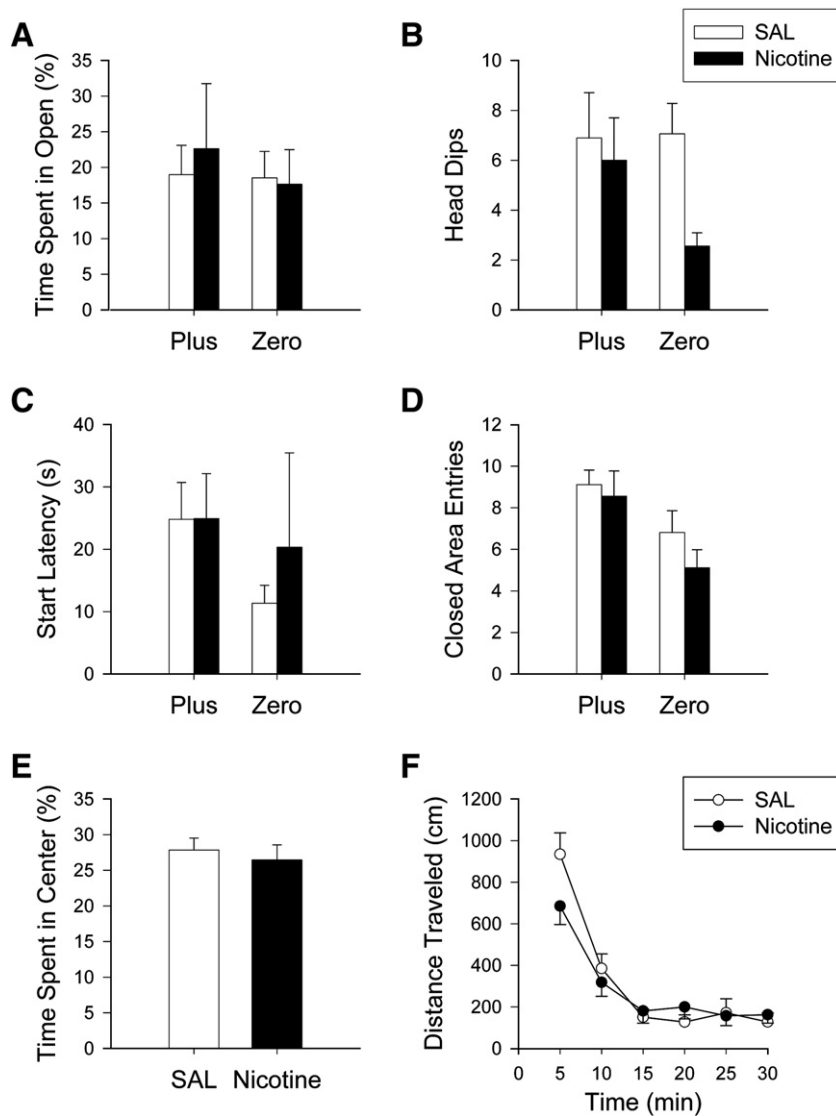 A
Time Spent in Open (%)
35
30
25
20
15
10
5
0
Plus Zero
B
SAL
Nicotine
Head Dips
10
8
6
4
2
0
Plus Zero
C
Start Latency (s)
40
30
20
10
0
Plus Zero
D
Closed Area Entries
12
10
8
6
4
2
0
Plus Zero
E
Time Spent in Center (%)
35
30
25
20
15
10
5
0
SAL Nicotine
F
SAL
Nicotine
Distance Traveled (cm)
1200
1000
800
600
400
200
0
0 5 10 15 20 25 30
Time (min)